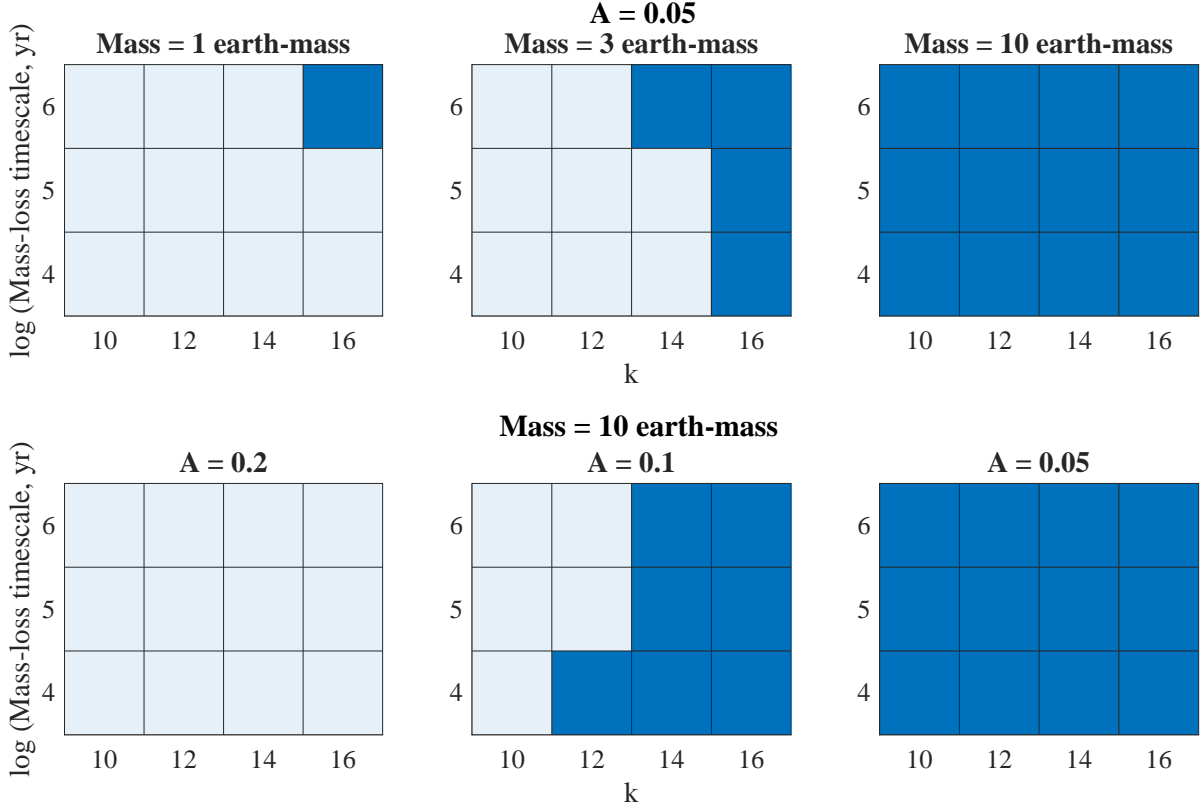 A = 0.05
Mass = 1 earth-mass
Mass = 3 earth-mass
Mass = 10 earth-mass
log (Mass-loss timescale, yr)
6
5
4
10 12 14 16
6
5
4
10 12 14 16
k
6
5
4
10 12 14 16
Mass = 10 earth-mass
A = 0.2
A = 0.1
A = 0.05
log (Mass-loss timescale, yr)
6
5
4
10 12 14 16
6
5
4
10 12 14 16
k
6
5
4
10 12 14 16